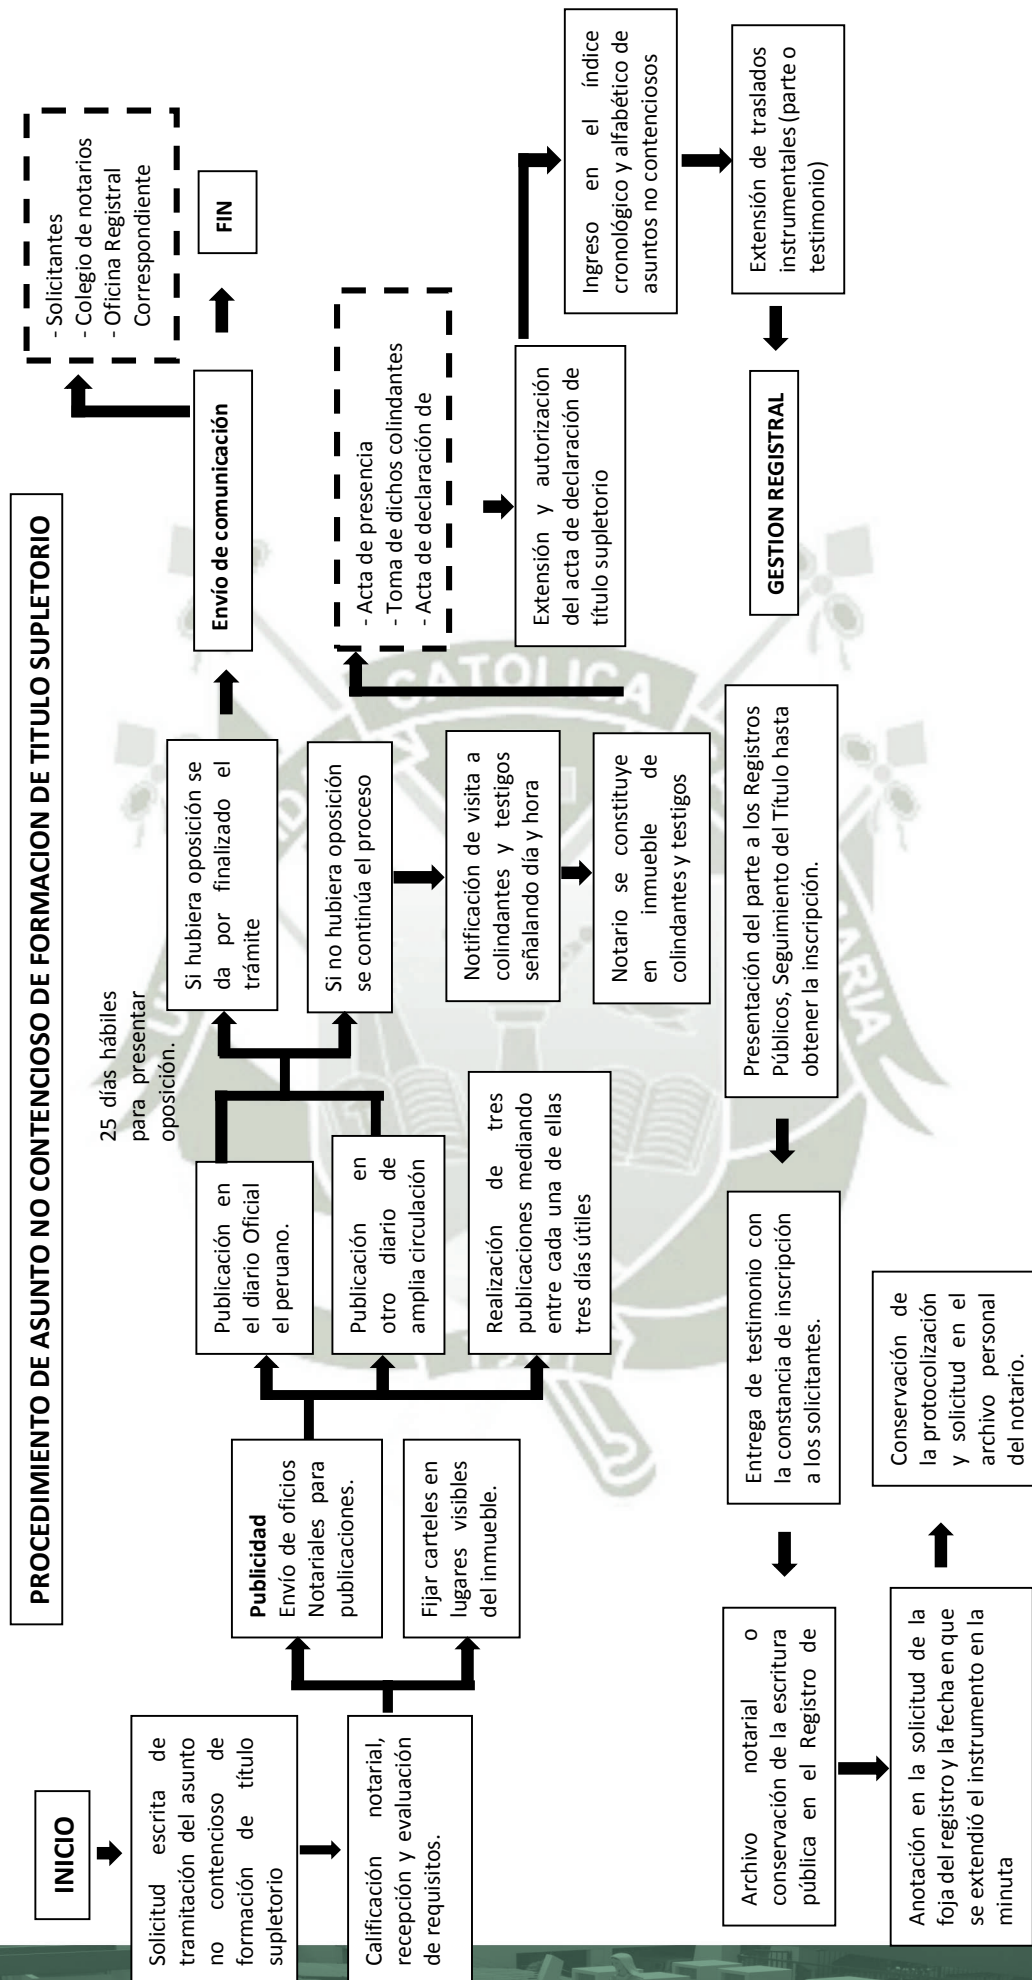 PROCEDIMIENTO DE ASUNTO NO CONTENCIOSO DE FORMACION DE TITULO SUPLETORIO
INICIO
Solicitud escrita de
tramitación del asunto
no contencioso de
formación de título
supletorio
Calificación notarial,
recepción y evaluación
de requisitos.
Publicidad
Envío de oficios
Notariales para
publicaciones.
Fijar carteles en
lugares visibles
del inmueble.
Publicación en
el diario Oficial
el peruano.
Publicación en
otro diario de
amplia circulación
Realización de tres
publicaciones mediando
entre cada una de ellas
tres días útiles
25 días hábiles
para presentar
oposición.
Si hubiera oposición se
da por finalizado el
trámite
Si no hubiera oposición
se continúa el proceso
Notificación de visita a
colindantes y testigos
señalando día y hora
Notario se constituye
en inmueble de
colindantes y testigos
Envío de comunicación
- Solicitantes
- Colegio de notarios
- Oficina Registral
Correspondiente
FIN
- Acta de presencia
- Toma de dichos colindantes
- Acta de declaración de
Extensión y autorización
del acta de declaración de
título supletorio
Ingreso en el índice
cronológico y alfabético de
asuntos no contenciosos
Extensión de traslados
instrumentales (parte o
testimonio)
GESTION REGISTRAL
Presentación del parte a los Registros
Públicos, Seguimiento del Título hasta
obtener la inscripción.
Entrega de testimonio con
la constancia de inscripción
a los solicitantes.
Archivo notarial o
conservación de la escritura
pública en el Registro de
Anotación en la solicitud de la
foja del registro y la fecha en que
se extendió el instrumento en la
minuta
Conservación de
la protocolización
y solicitud en el
archivo personal
del notario.
CATOLICA
MARIA